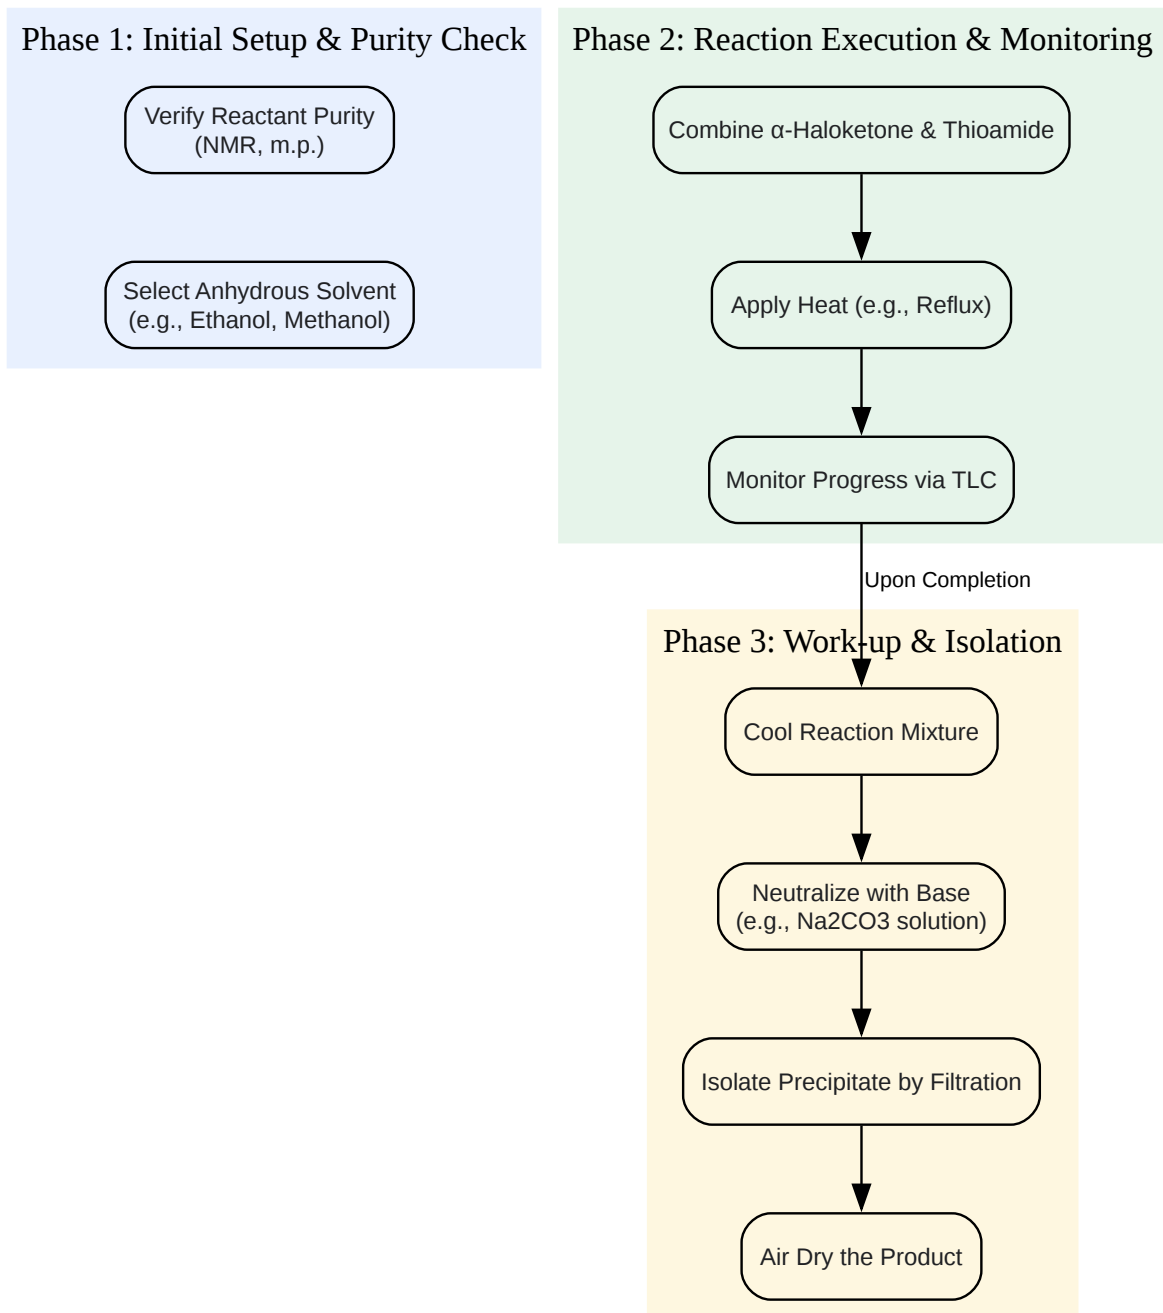 Phase 1: Initial Setup & Purity Check
Verify Reactant Purity
(NMR, m.p.)
Select Anhydrous Solvent
(e.g., Ethanol, Methanol)
Phase 2: Reaction Execution & Monitoring
Combine α-Haloketone & Thioamide
Apply Heat (e.g., Reflux)
Monitor Progress via TLC
Upon Completion
Phase 3: Work-up & Isolation
Cool Reaction Mixture
Neutralize with Base
(e.g., Na2CO3 solution)
Isolate Precipitate by Filtration
Air Dry the Product